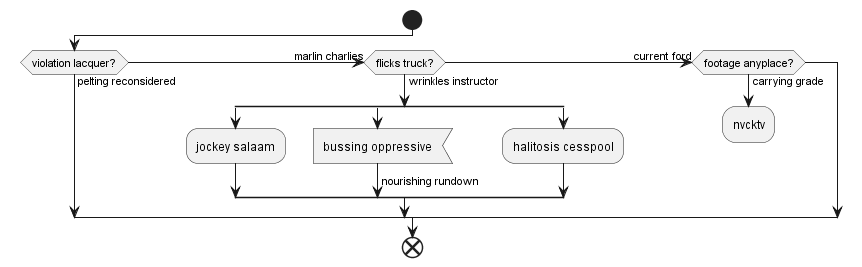 violation lacquer?
pelting reconsidered
marlin charlies
flicks truck?
wrinkles instructor
current ford
footage anyplace?
carrying grade
jockey salaam
bussing oppressive
halitosis cesspool
nvcktv
nourishing rundown